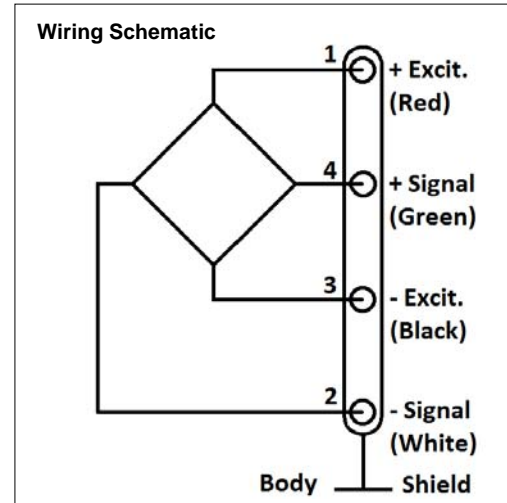 Wiring Schematic
1
+ Excit.
(Red)
4
+ Signal
(Green)
3
- Excit.
(Black)
2
- Signal
(White)
Body
Shield